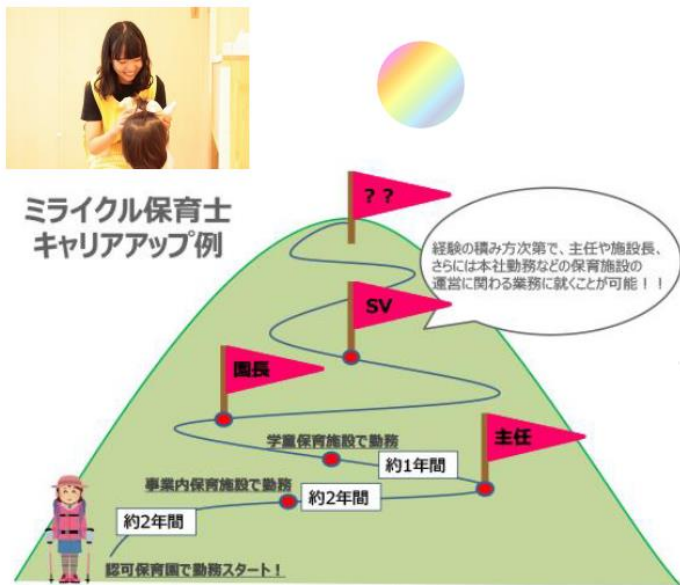 ミライクル保育士
キャリアアップ例
？？
経験の積み方次第で、主任や施設長、
さらには本社勤務などの保育施設の
運営に関わる業務に就くことが可能！！
SV
園長
主任
学童保育施設で勤務
約1年間
事業内保育施設で勤務
約2年間
約2年間
認可保育園で勤務スタート！